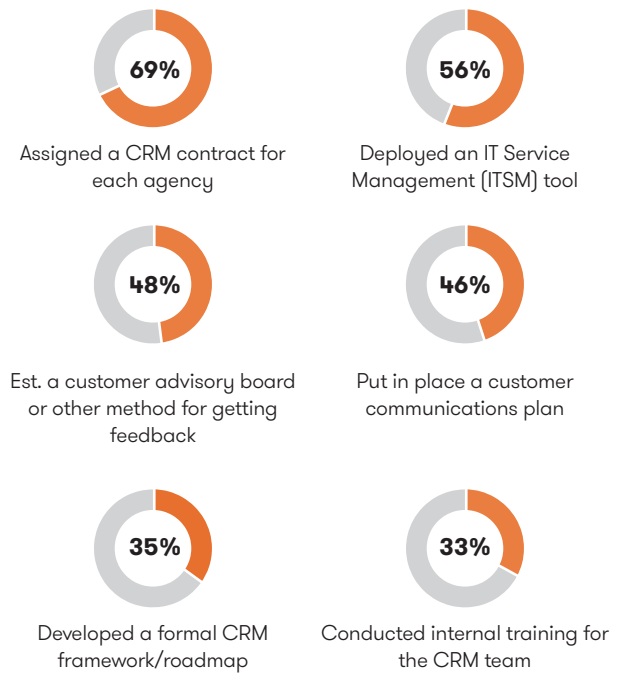 69%
Assigned a CRM contract for
each agency
56%
Deployed an IT Service
Management (ITSM) tool
48%
Est. a customer advisory board
or other method for getting
feedback
46%
Put in place a customer
communications plan
35%
Developed a formal CRM
framework/roadmap
33%
Conducted internal training for
the CRM team